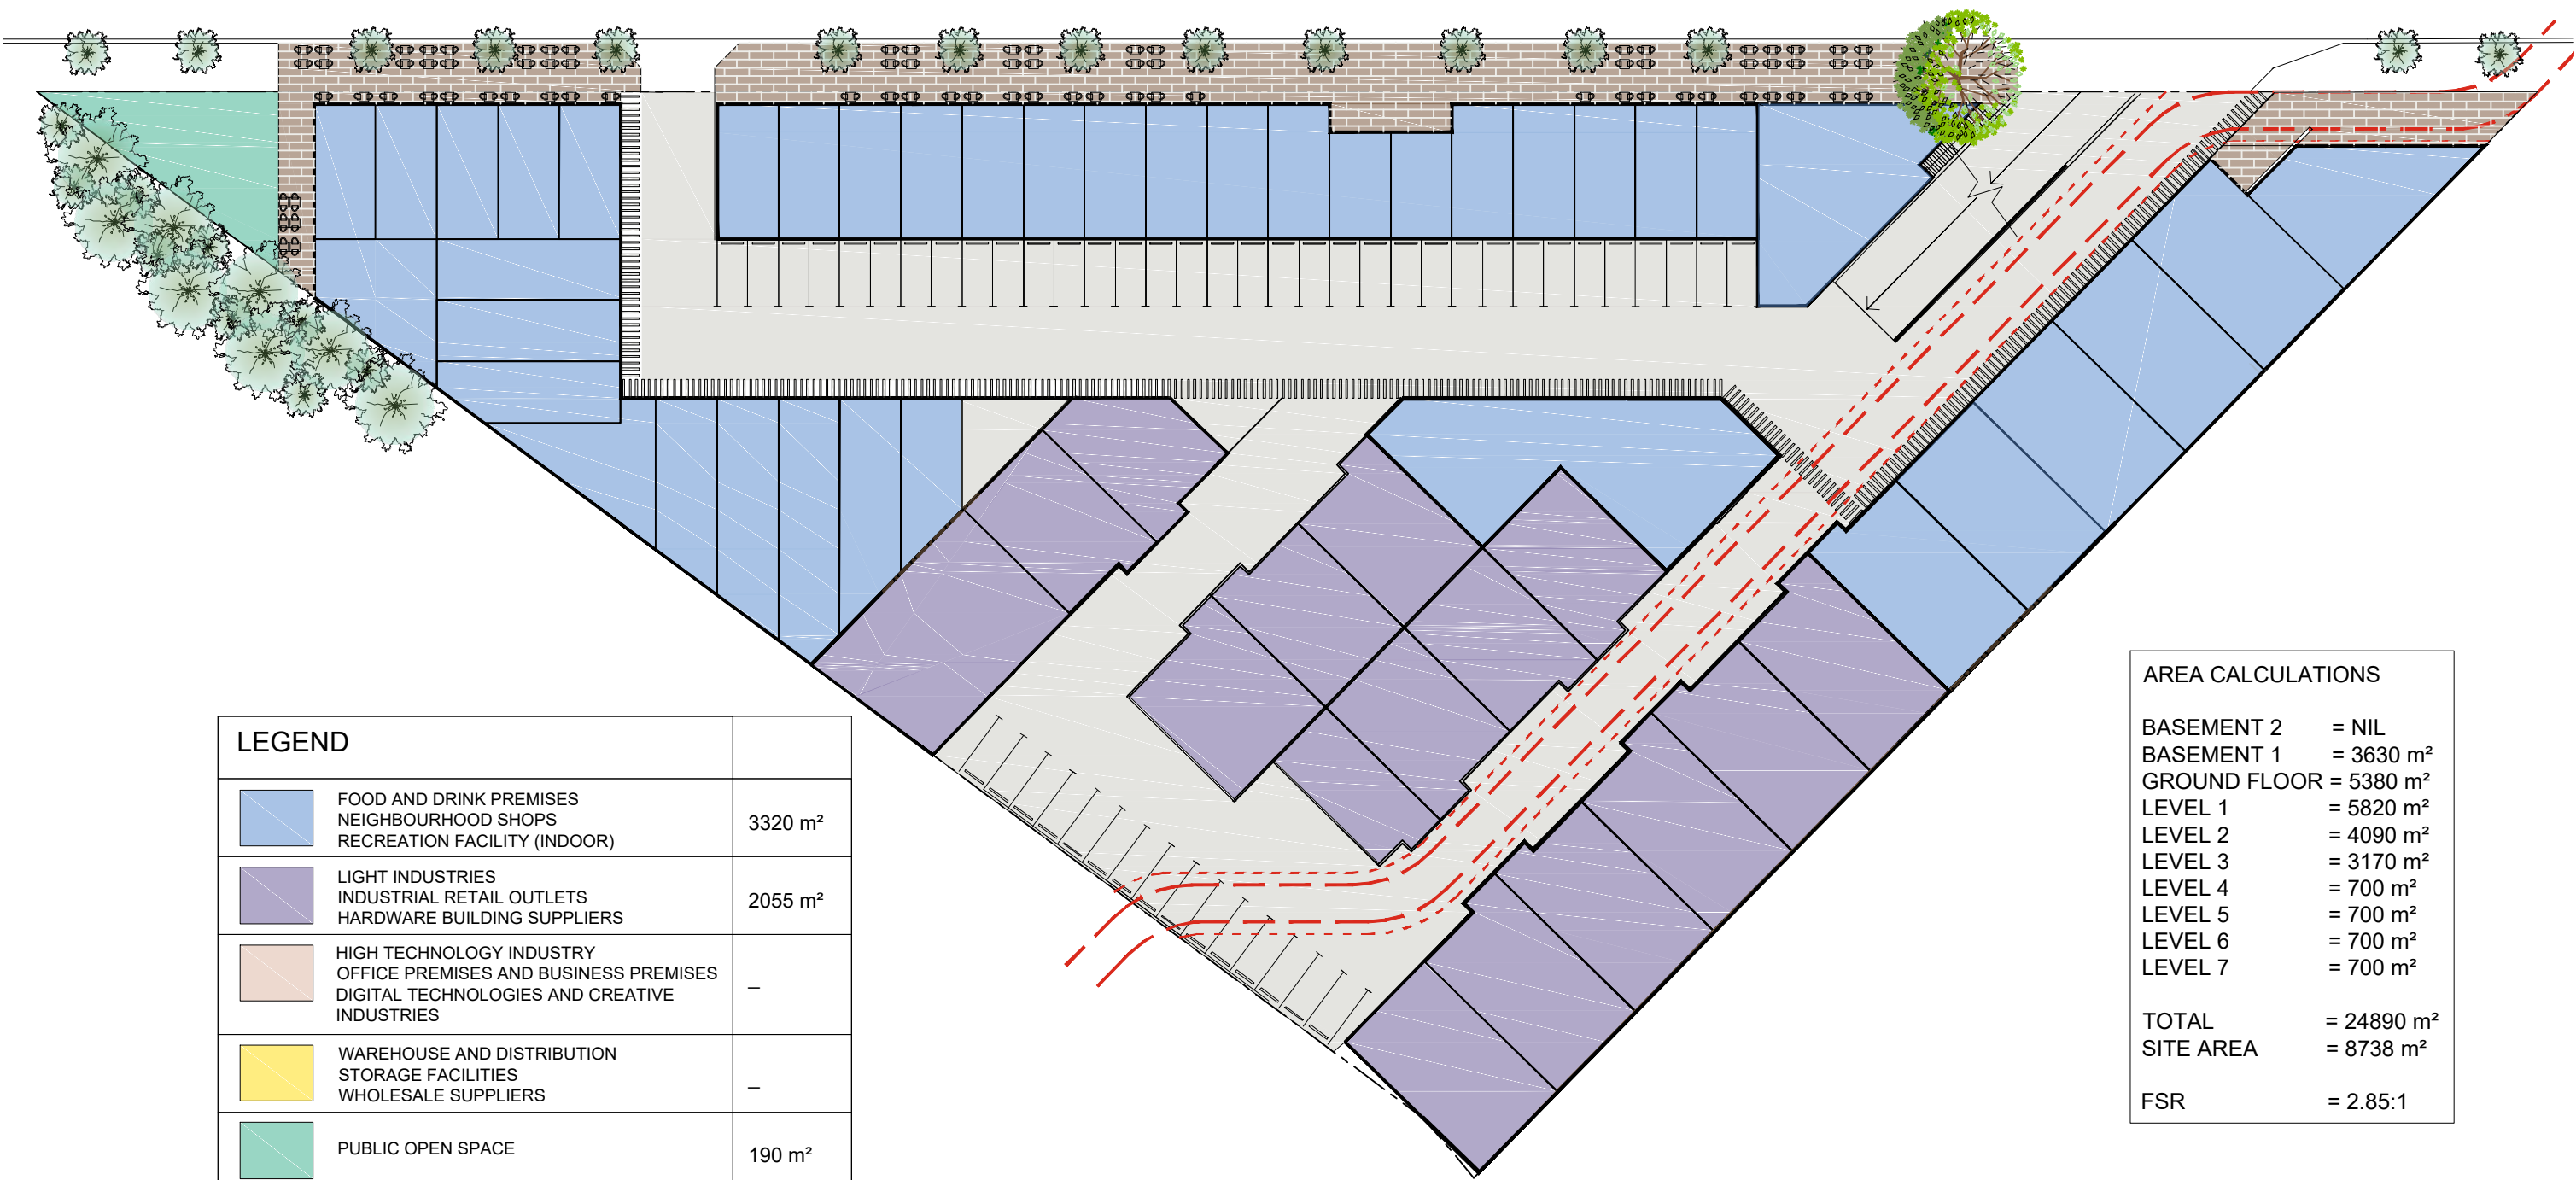 LEGEND
FOOD AND DRINK PREMISES
NEIGHBOURHOOD SHOPS
RECREATION FACILITY (INDOOR)
3320 m²
LIGHT INDUSTRIES
INDUSTRIAL RETAIL OUTLETS
HARDWARE BUILDING SUPPLIERS
2055 m²
HIGH TECHNOLOGY INDUSTRY
OFFICE PREMISES AND BUSINESS PREMISES
DIGITAL TECHNOLOGIES AND CREATIVE
INDUSTRIES
–
WAREHOUSE AND DISTRIBUTION
STORAGE FACILITIES
WHOLESALE SUPPLIERS
–
PUBLIC OPEN SPACE
190 m²
AREA CALCULATIONS
BASEMENT 2 = NIL
BASEMENT 1 = 3630 m²
GROUND FLOOR = 5380 m²
LEVEL 1 = 5820 m²
LEVEL 2 = 4090 m²
LEVEL 3 = 3170 m²
LEVEL 4 = 700 m²
LEVEL 5 = 700 m²
LEVEL 6 = 700 m²
LEVEL 7 = 700 m²
TOTAL = 24890 m²
SITE AREA = 8738 m²
FSR = 2.85:1